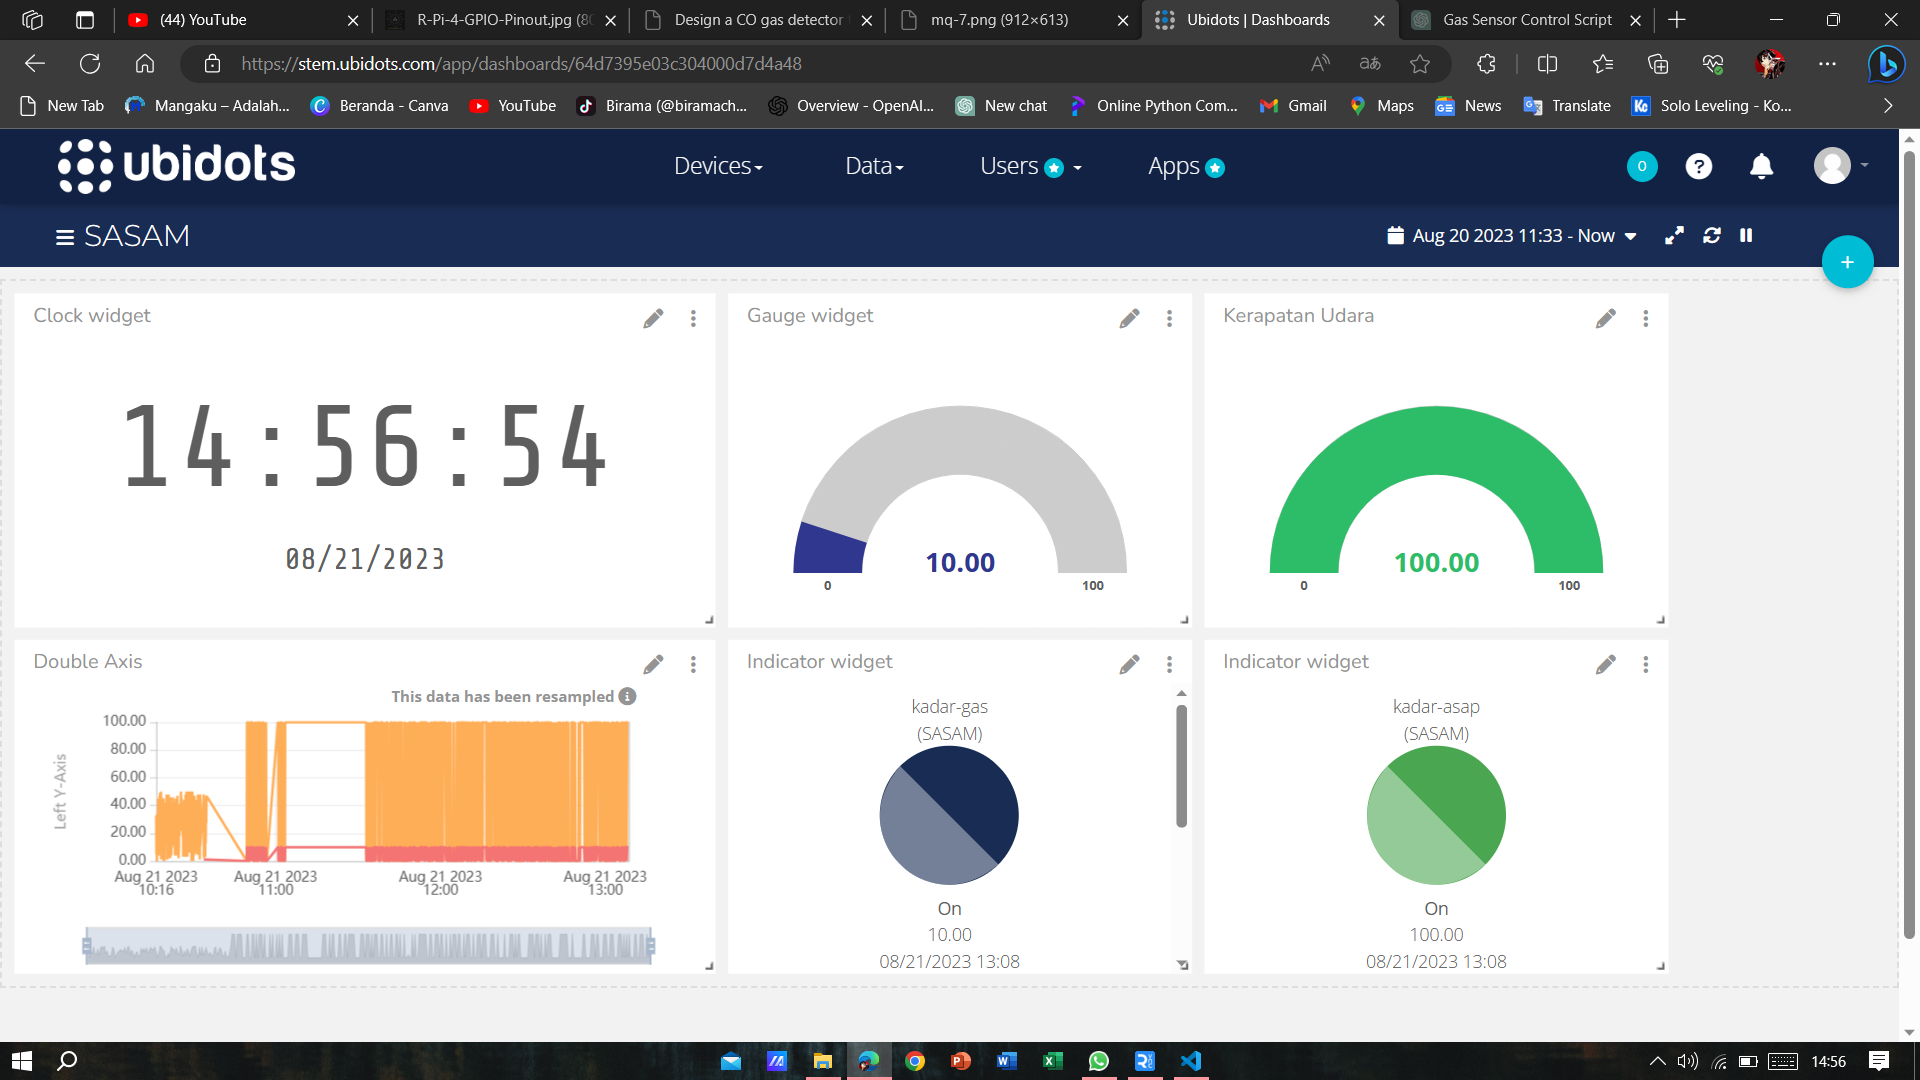 (44) YouTube
R-Pi-4-GPIO-Pinout.jpg (80
Design a CO gas detector
mq-7.png (912×613)
Ubidots | Dashboards
Gas Sensor Control Script
https://stem.ubidots.com/app/dashboards/64d7395e03c304000d7d4a48
New Tab
Mangaku – Adalah...
Beranda - Canva
YouTube
Birama (@biramach...
Overview - OpenAI...
New chat
Online Python Com...
Gmail
Maps
News
Translate
Solo Leveling - Ko...
ubidots
Devices
Data
Users
Apps
0
SASAM
Aug 20 2023 11:33 - Now
Clock widget
14:56:54
08/21/2023
Gauge widget
10.00
0
100
Kerapatan Udara
100.00
0
100
Double Axis
This data has been resampled
Left Y-Axis
100.00
80.00
60.00
40.00
20.00
0.00
Aug 21 2023
10:16
Aug 21 2023
11:00
Aug 21 2023
12:00
Aug 21 2023
13:00
Indicator widget
kadar-gas
(SASAM)
On
10.00
08/21/2023 13:08
Indicator widget
kadar-asap
(SASAM)
On
100.00
08/21/2023 13:08
14:56